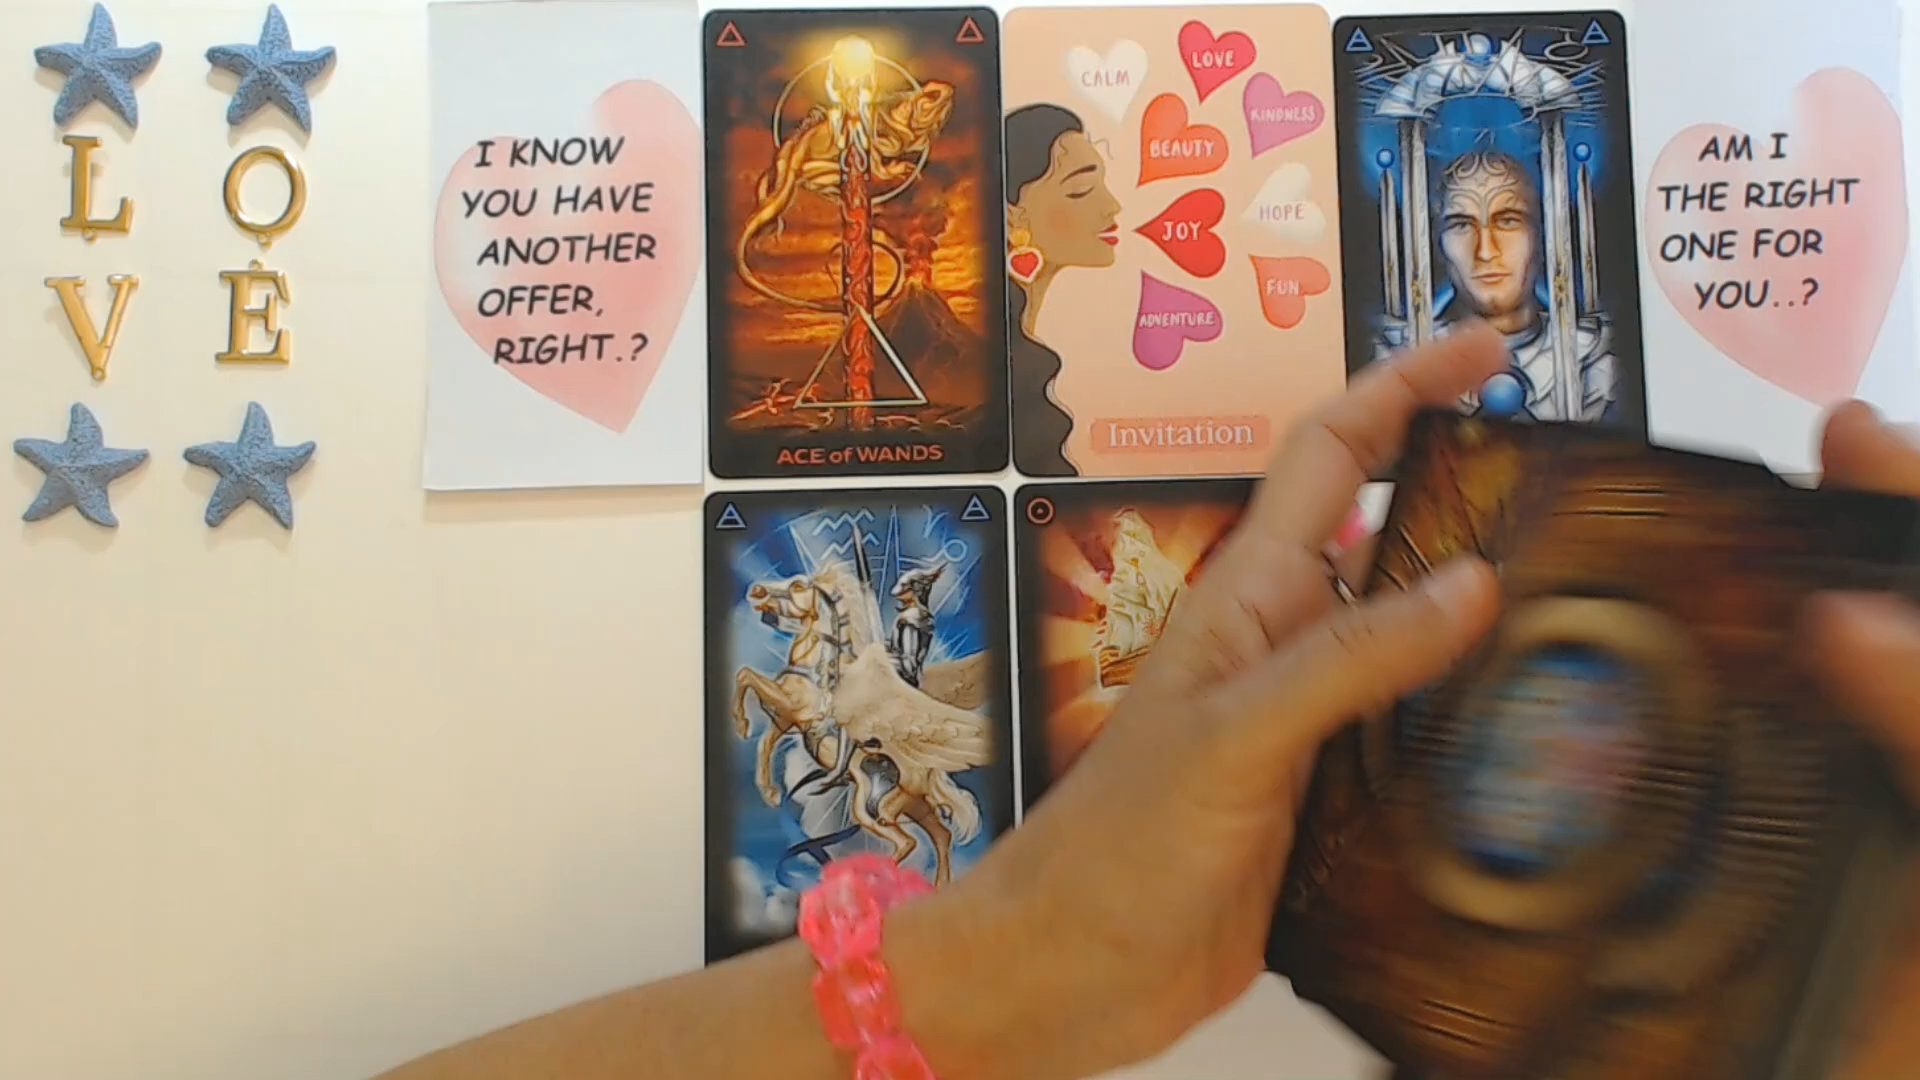 L O
V E
I KNOW
YOU HAVE
ANOTHER
OFFER,
RIGHT.?
ACE of WANDS
CALM
LOVE
KINDNESS
BEAUTY
HOPE
JOY
FUN
ADVENTURE
Invitation
AM I
THE RIGHT
ONE FOR
YOU..?